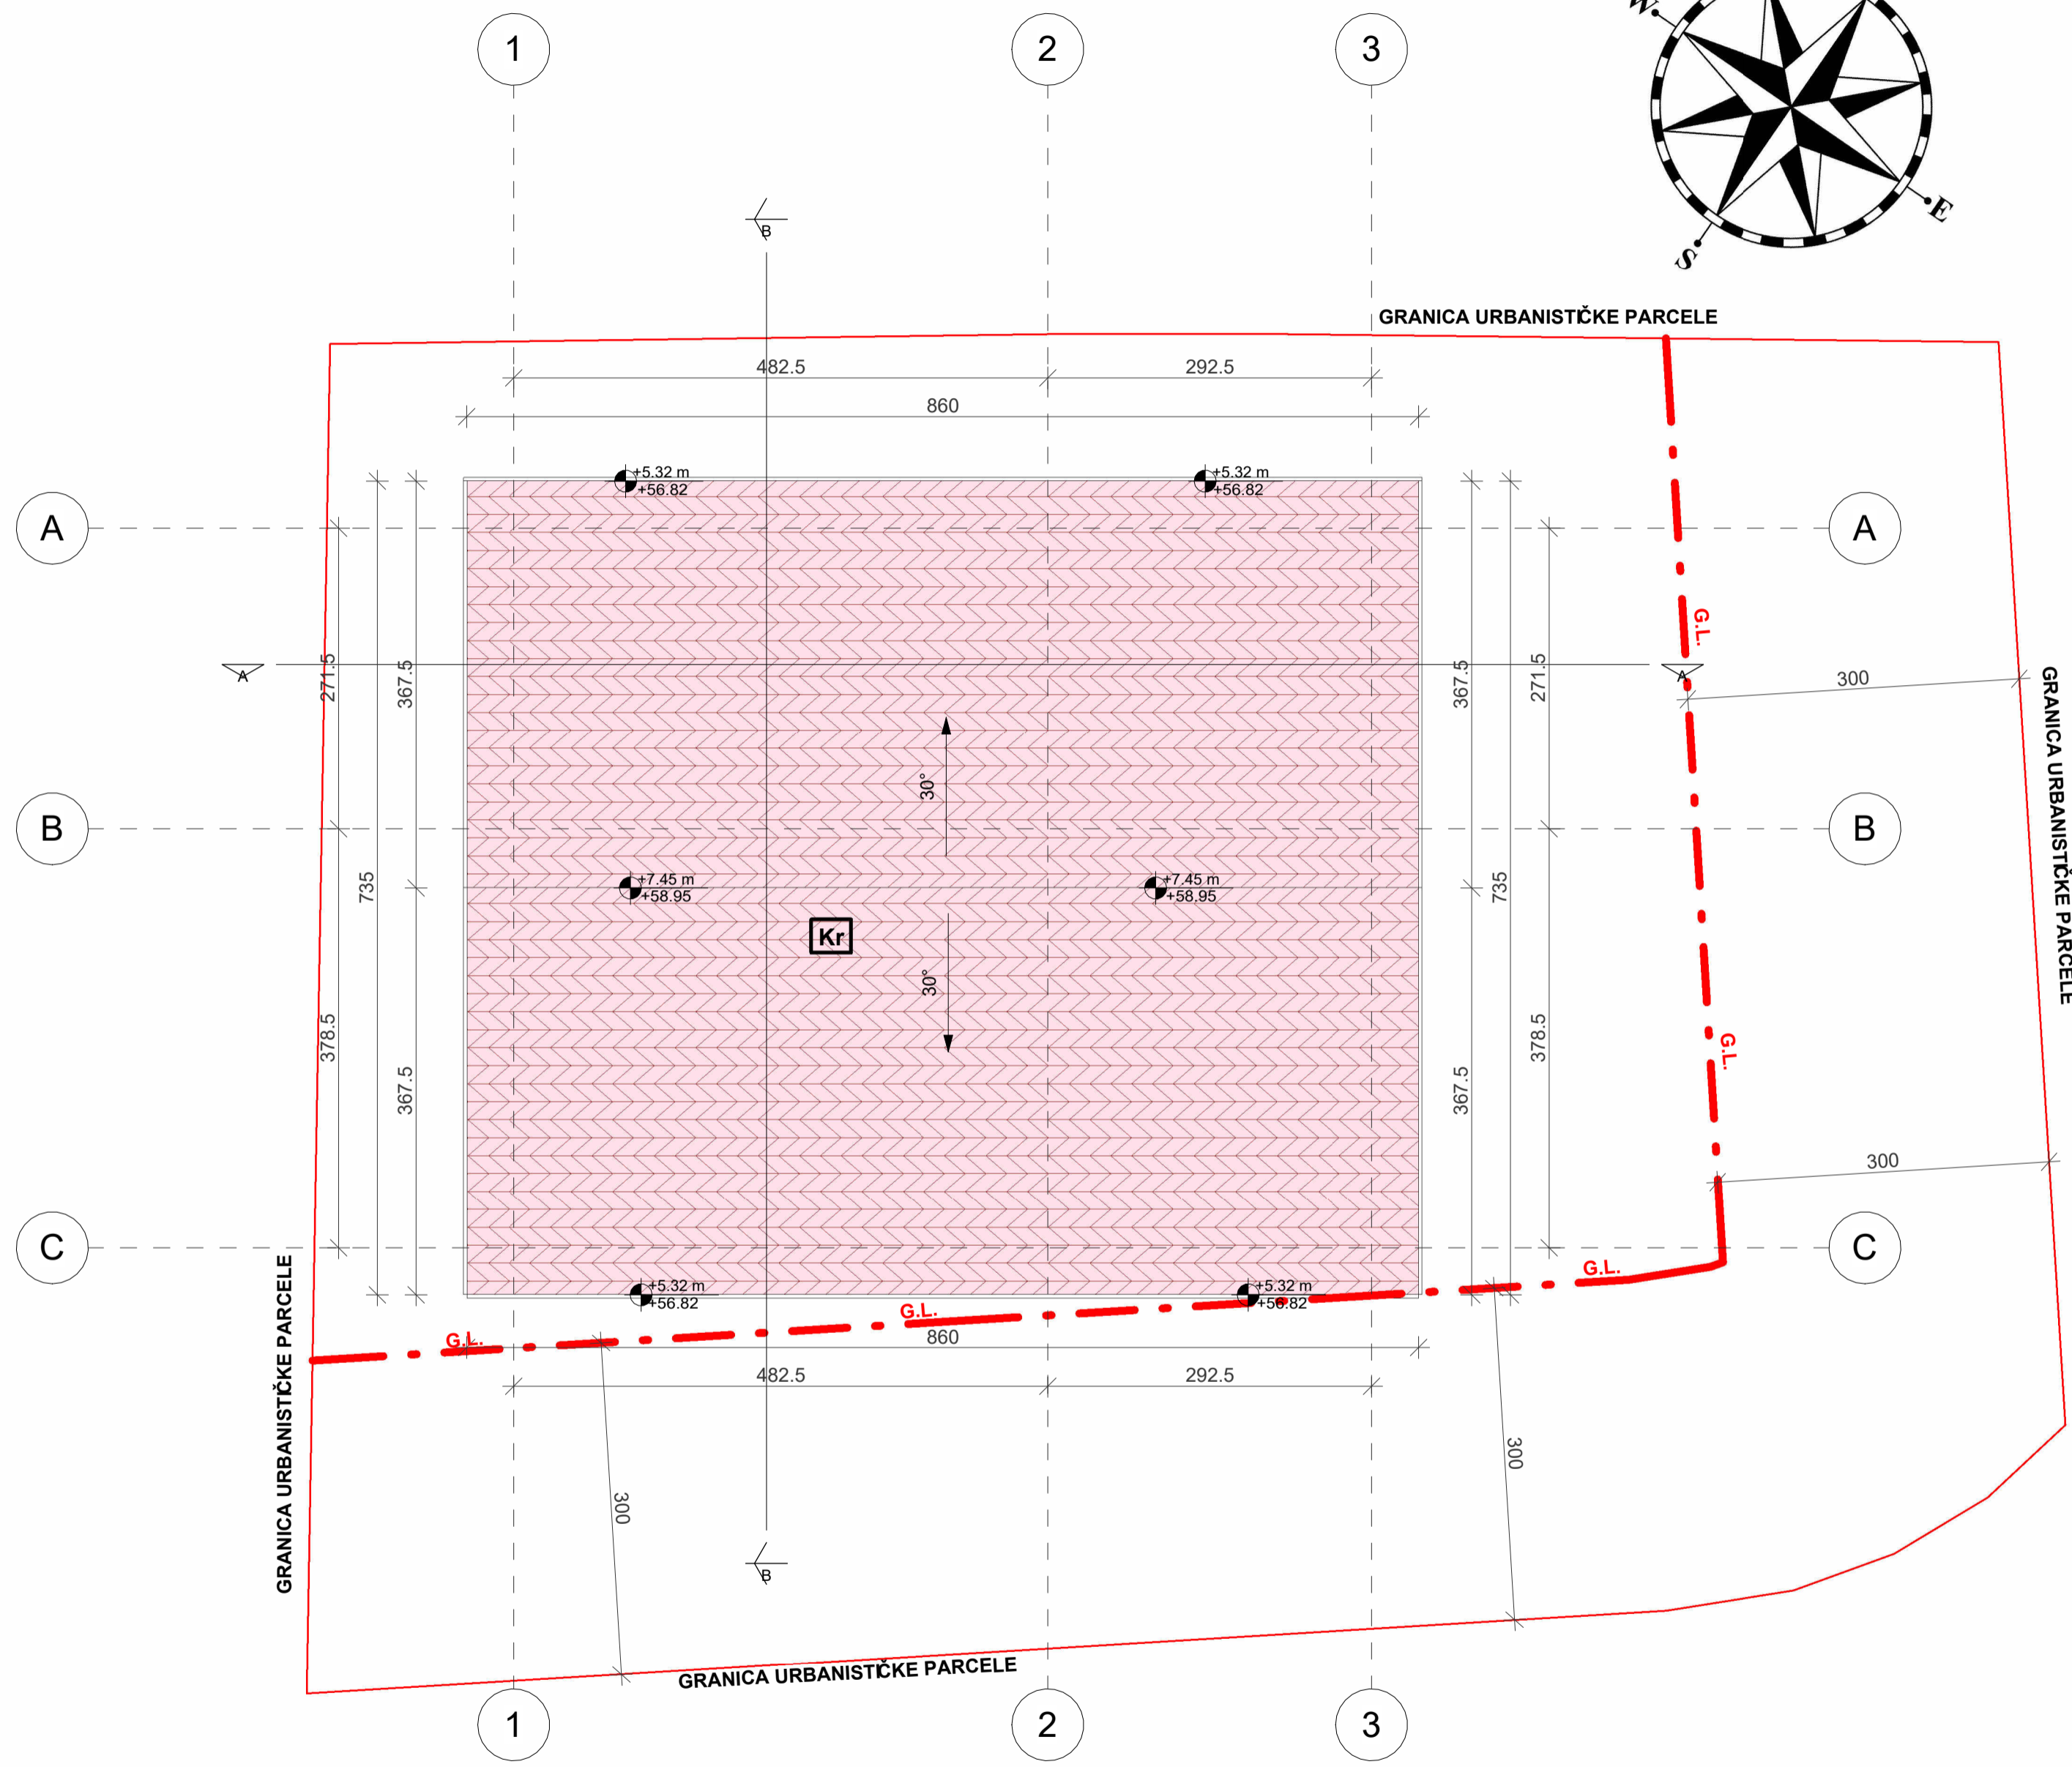 W
1
2
3
E
S
B
GRANICA URBANISTIČKE PARCELE
482.5
292.5
860
+5.32 m
+56.82
+5.32 m
+56.82
A
A
G.L.
A
A
271.5
367.5
367.5
271.5
300
GRANICA URBANISTIČKE PARCELE
30°
B
B
735
+7.45 m
+58.95
+7.45 m
+58.95
735
Kr
30°
378.5
367.5
367.5
378.5
G.L.
300
C
C
G.L.
+5.32 m
+56.82
+5.32 m
+56.82
G.L.
G.L.
860
482.5
292.5
GRANICA URBANISTIČKE PARCELE
300
300
B
GRANICA URBANISTIČKE PARCELE
1
2
3